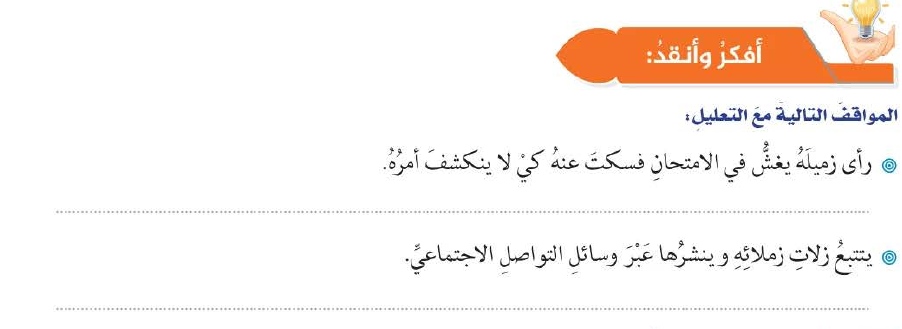 أفكرُ وأنقدُ:
المواقفَ التاليةَ معَ التعليلِ:
رأى زميلَهُ يغشُّ في الامتحانِ فسكتَ عنهُ كيْ لا ينكشفَ أمرُهُ.
يتتبعُ زلاتِ زملائِهِ و ينشرُها عَبْرَ وسائلِ التواصلِ الاجتماعيِّ.